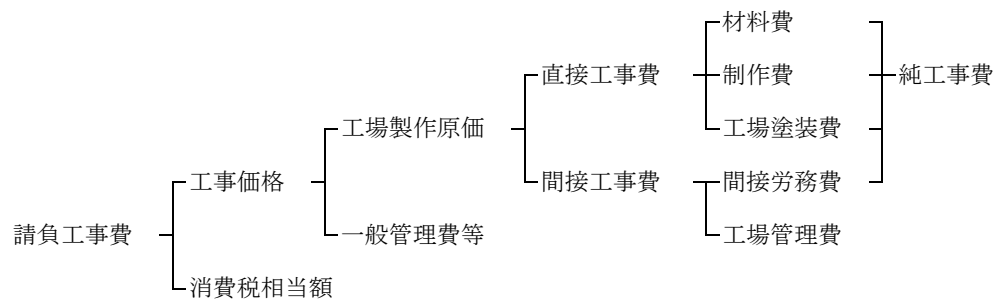 材料費
直接工事費 制作費 純工事費
工場製作原価 工場塗装費
工事価格 間接工事費 間接労務費
請負工事費 一般管理費等 工場管理費
消費税相当額